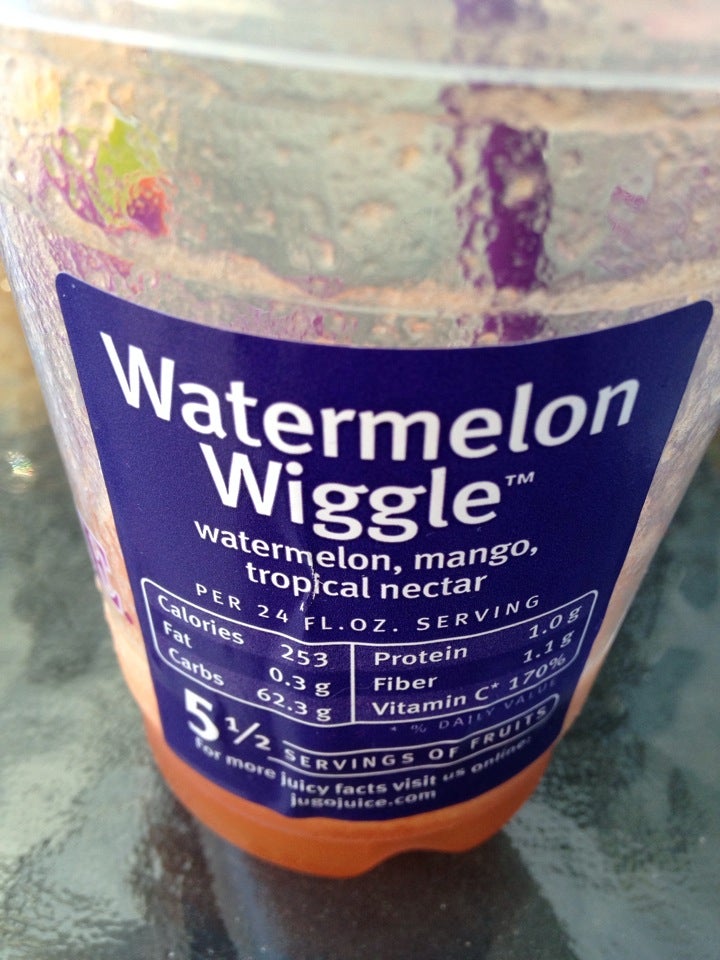 Watermelon
Wiggle™
watermelon, mango,
tropical nectar
PER 24 FL.OZ. SERVING
Calories 253
Fat 0.3 g
Carbs 62.3 g
Protein 1.0 g
Fiber 1.1 g
Vitamin C* 170%
* % DAILY VALUE
5 1/2 SERVINGS OF FRUITS
for more juicy facts visit us online:
jugojuice.com